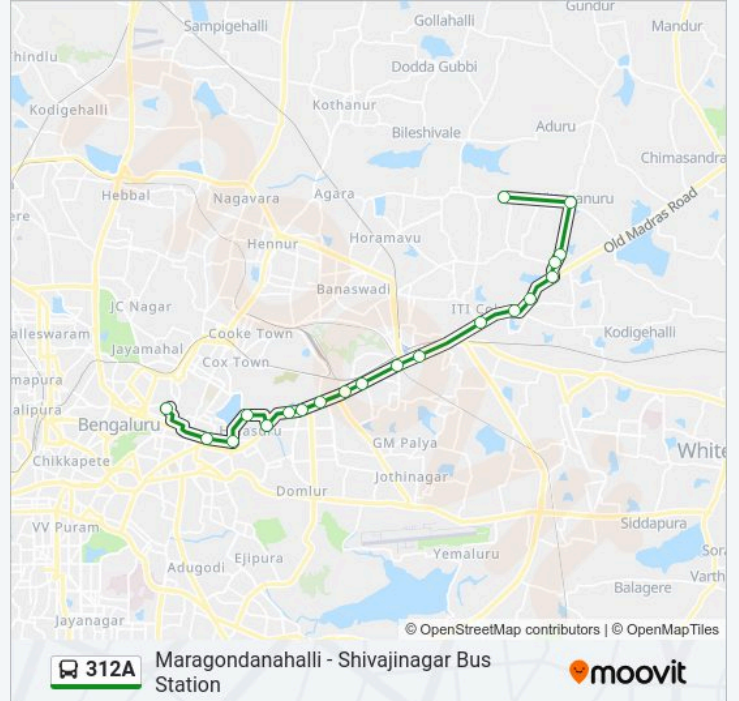 Gundur
Sampigehalli
Gollahalli
Mandur
hindlu
Dodda Gubbi
Kodigehalli
Kothanur
Bileshivale
Aduru
Chimasandra
Hebbal
Nagavara
Agara
anuru
ere
Old Madras Road
Hennur
Horamavu
Banaswadi
JC Nagar
ITI Col
alleswaram
Cooke Town
Kodigehalli
Jayamahal
Cox Town
mapura
alipura
Bengaluru
GM Palya
White
Chikkapete
Jothinagar
Domlur
VV Puram
Siddapura
Ejipura
Yemaluru
Sora
Adugodi
Varth
Balagere
Jayanagar
© OpenStreetMap contributors | © OpenMapTiles
312A
Maragondanahalli - Shivajinagar Bus
Station
moovit